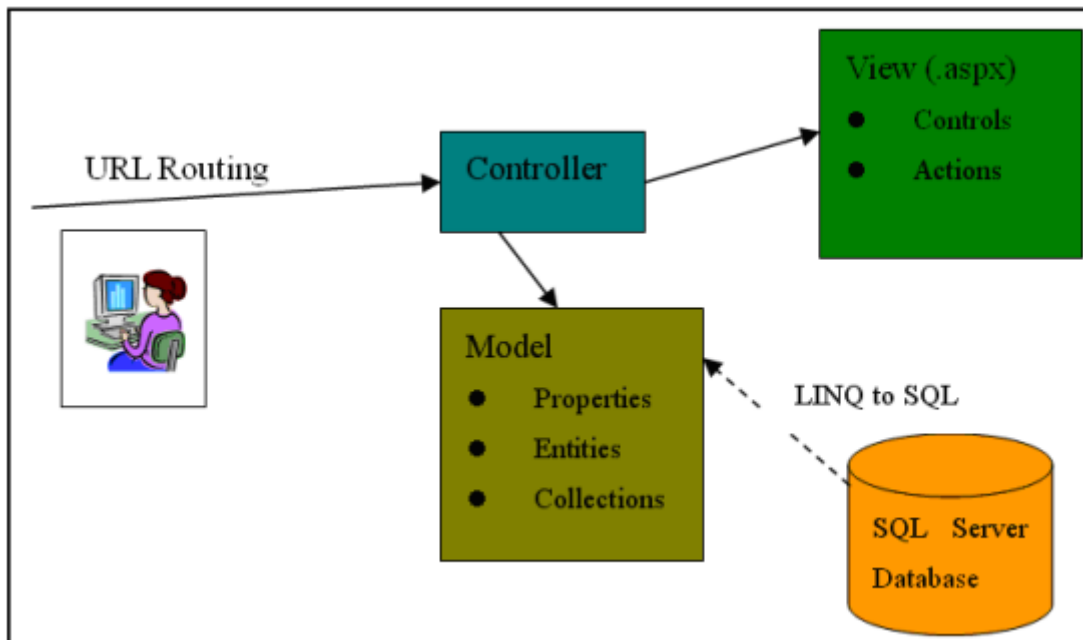 URL Routing
Controller
View (.aspx)
● Controls
● Actions
Model
● Properties
● Entities
● Collections
LINQ to SQL
SQL Server
Database